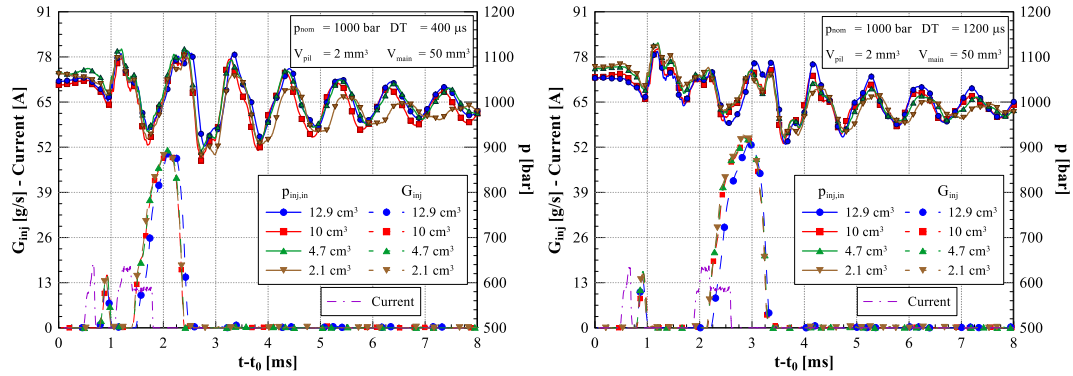 91
78
65
52
39
26
13
0
G_inj [g/s] - Current [A]
1200
1100
1000
900
800
700
600
500
p [bar]
p_nom = 1000 bar DT = 400 µs
V_pil = 2 mm³ V_main = 50 mm³
p_inj,in G_inj
12.9 cm³ 12.9 cm³
10 cm³ 10 cm³
4.7 cm³ 4.7 cm³
2.1 cm³ 2.1 cm³
Current
0 1 2 3 4 5 6 7 8
t-t₀ [ms]
91
78
65
52
39
26
13
0
G_inj [g/s] - Current [A]
1200
1100
1000
900
800
700
600
500
p [bar]
p_nom = 1000 bar DT = 1200 µs
V_pil = 2 mm³ V_main = 50 mm³
p_inj,in G_inj
12.9 cm³ 12.9 cm³
10 cm³ 10 cm³
4.7 cm³ 4.7 cm³
2.1 cm³ 2.1 cm³
Current
0 1 2 3 4 5 6 7 8
t-t₀ [ms]